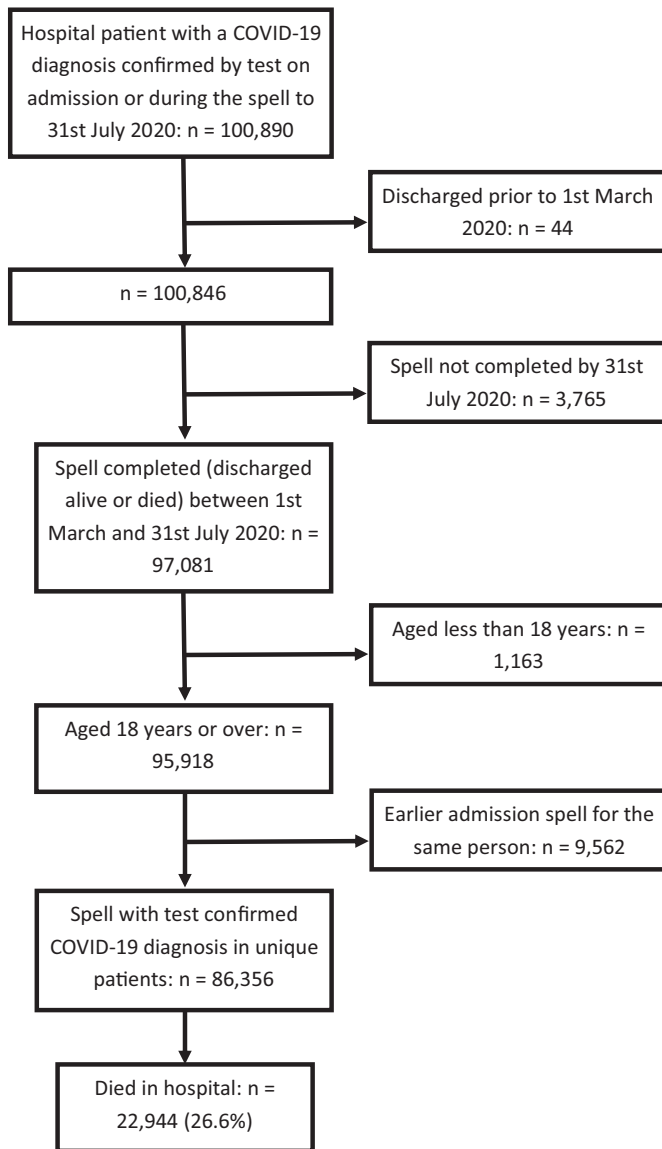 Hospital patient with a COVID-19
diagnosis confirmed by test on
admission or during the spell to
31st July 2020: n = 100,890
Discharged prior to 1st March
2020: n = 44
n = 100,846
Spell not completed by 31st
July 2020: n = 3,765
Spell completed (discharged
alive or died) between 1st
March and 31st July 2020: n =
97,081
Aged less than 18 years: n =
1,163
Aged 18 years or over: n =
95,918
Earlier admission spell for the
same person: n = 9,562
Spell with test confirmed
COVID-19 diagnosis in unique
patients: n = 86,356
Died in hospital: n =
22,944 (26.6%)